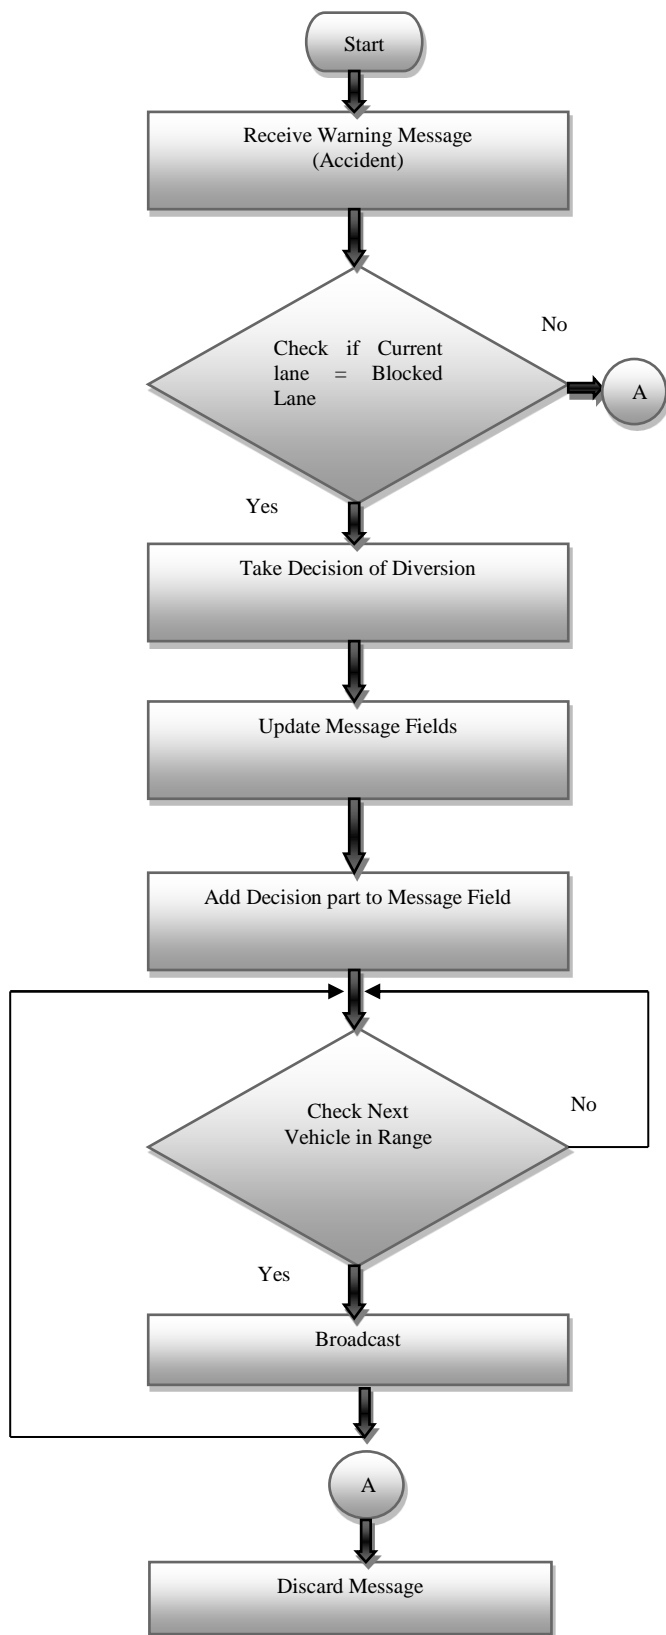 Start
Receive Warning Message
(Accident)
No
Check if Current
lane = Blocked
Lane
A
Yes
Take Decision of Diversion
Update Message Fields
Add Decision part to Message Field
Check Next
Vehicle in Range
No
Yes
Broadcast
A
Discard Message